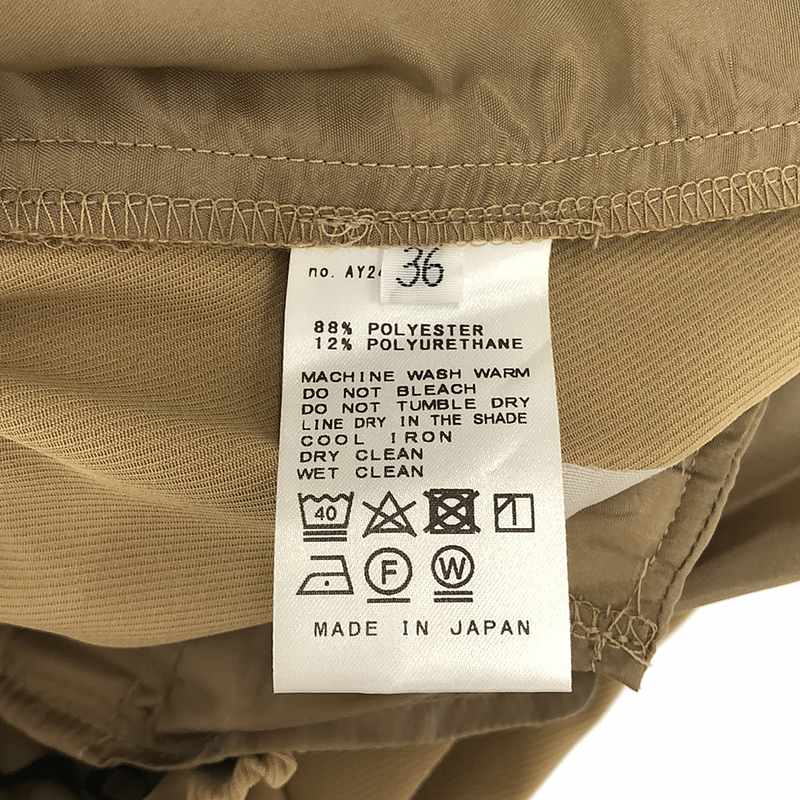 no. AY24
36
88% POLYESTER
12% POLYURETHANE
MACHINE WASH WARM
DO NOT BLEACH
DO NOT TUMBLE DRY
LINE DRY IN THE SHADE
COOL IRON
DRY CLEAN
WET CLEAN
40
F W
MADE IN JAPAN